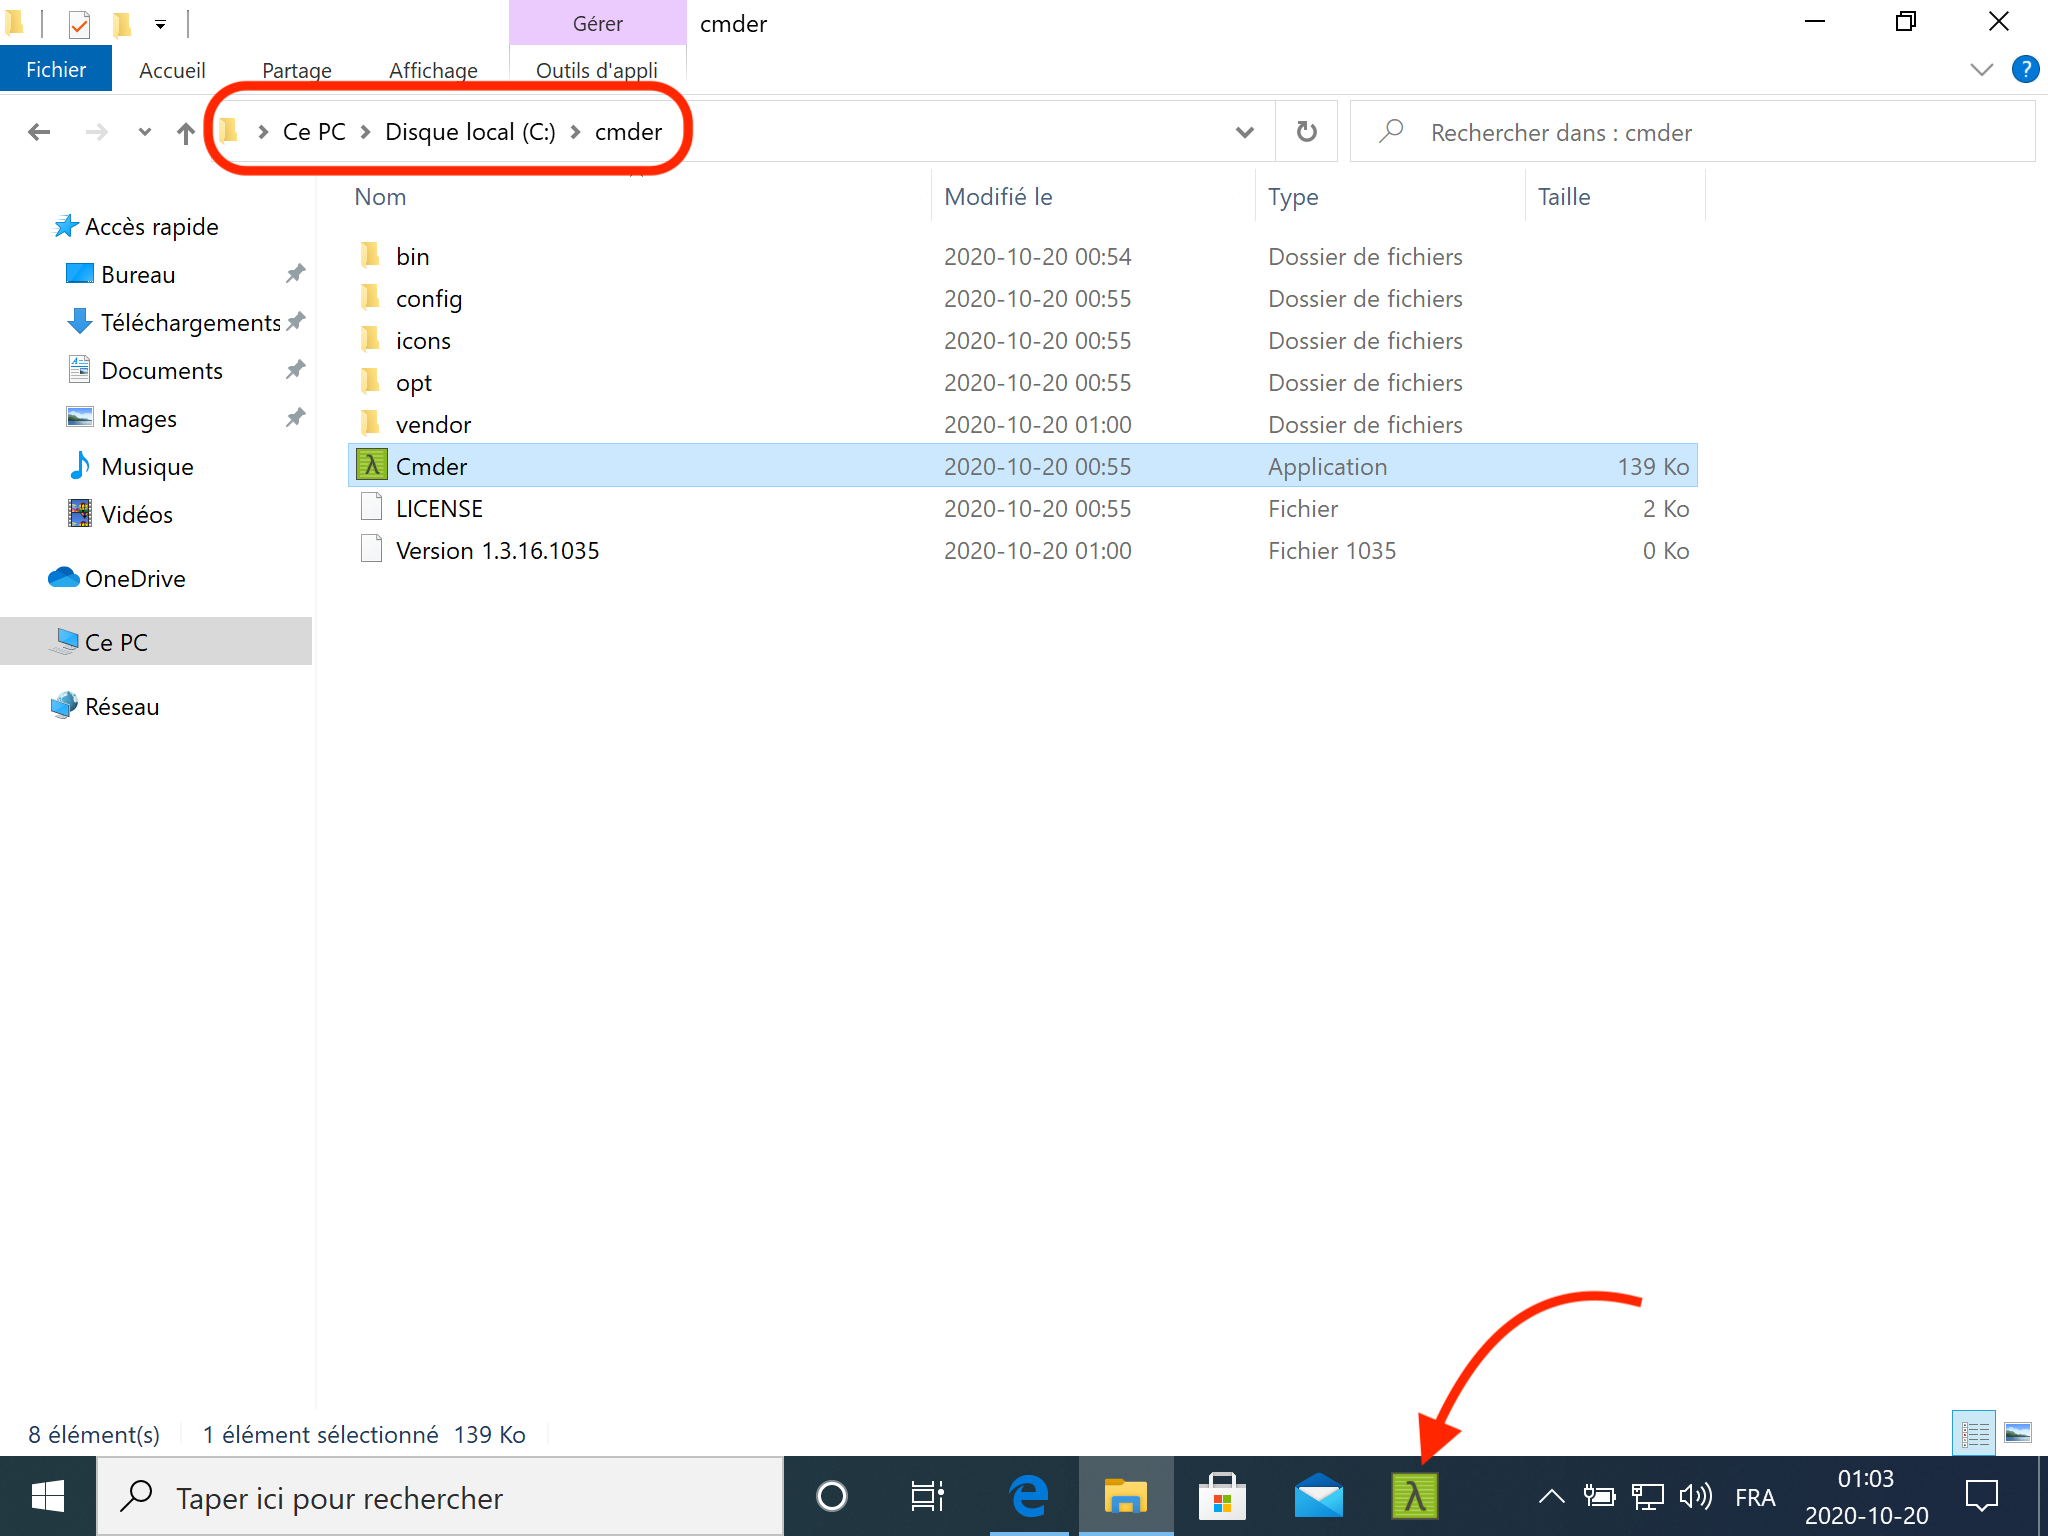 Gérer cmder
Fichier Accueil Partage Affichage Outils d'appli
Ce PC Disque local (C:) cmder Rechercher dans : cmder
Nom Modifié le Type Taille
Accès rapide
Bureau
Téléchargements
Documents
Images
Musique
Vidéos
OneDrive
Ce PC
Réseau
bin 2020-10-20 00:54 Dossier de fichiers
config 2020-10-20 00:55 Dossier de fichiers
icons 2020-10-20 00:55 Dossier de fichiers
opt 2020-10-20 00:55 Dossier de fichiers
vendor 2020-10-20 01:00 Dossier de fichiers
λ Cmder 2020-10-20 00:55 Application 139 Ko
LICENSE 2020-10-20 00:55 Fichier 2 Ko
Version 1.3.16.1035 2020-10-20 01:00 Fichier 1035 0 Ko
8 élément(s) 1 élément sélectionné 139 Ko
Taper ici pour rechercher λ FRA 01:03
2020-10-20